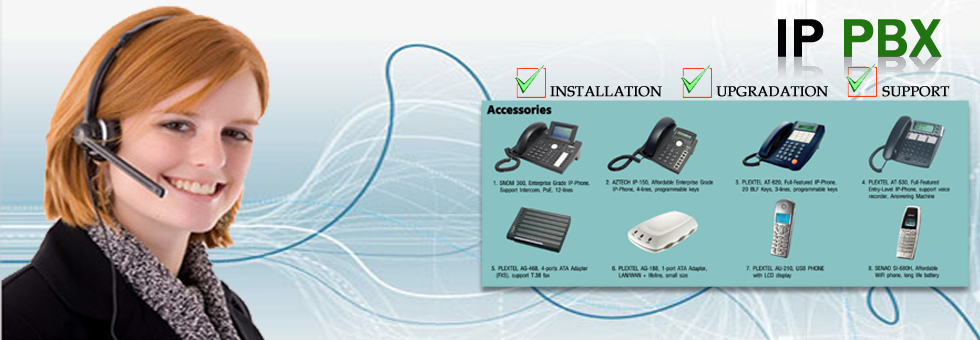 IP PBX
INSTALLATION UPGRADATION SUPPORT
Accessories
1. SNOM 300, Enterprise Grade IP-Phone,
Support Intercom, PoE, 12-lines
2. AZTECH IP-150, Affordable Enterprise Grade
IP-Phone, 4-lines, programmable keys
3. PLEXTEL AT-620, Full-Featured IP-Phone,
20 BLF Keys, 3-lines, programmable keys
4. PLEXTEL AT-530, Full-Featured
Entry-Level IP-Phone, support voice
recorder, Answering Machine
5. PLEXTEL AG-468, 4-ports ATA Adapter
(FXS), support T.38 fax
6. PLEXTEL AG-188, 1-port ATA Adapter,
LAN/WAN + lifeline, small size
7. PLEXTEL AU-210, USB PHONE
with LCD display
8. SENAO SI-680H, Affordable
WiFi phone, long life battery